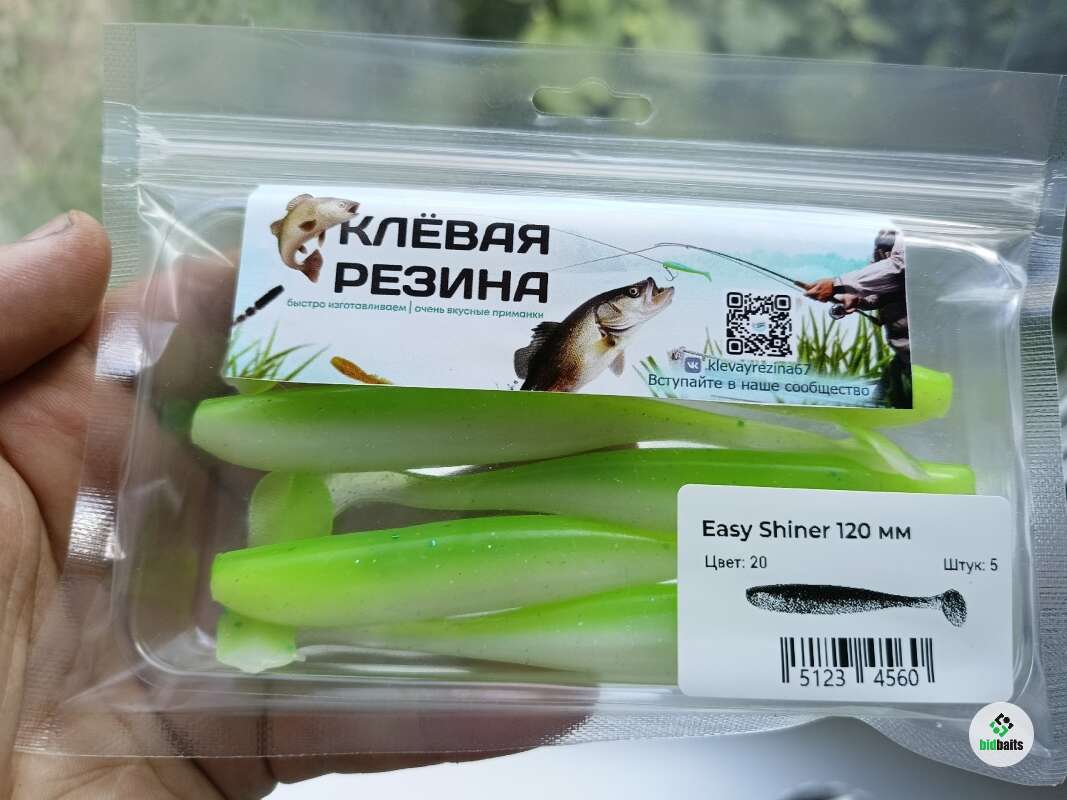 КЛЁВАЯ
РЕЗИНА
быстро изготавливаем | очень вкусные приманки
klevayrezina67
Вступайте в наше сообщество
Easy Shiner 120 мм
Цвет: 20
Штук: 5
5123 4560
bidbaits